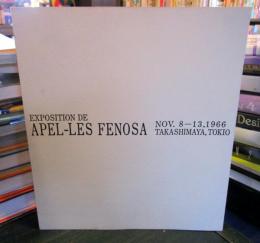 EXPOSITION DE
APEL-LES FENOSA
NOV. 8—13,1966
TAKASHIMAYA, TOKIO